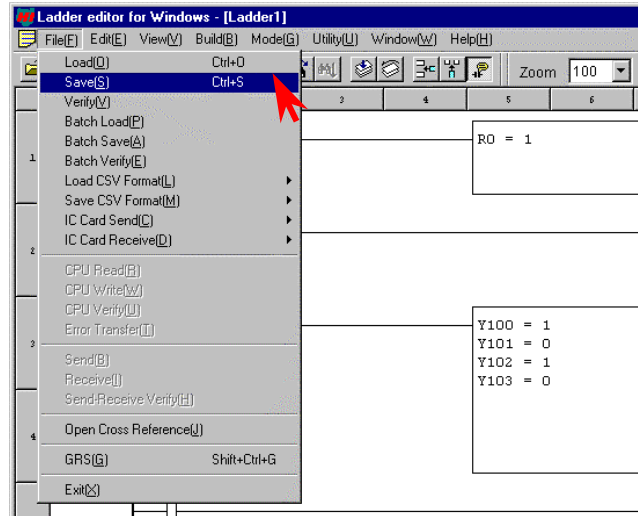 Ladder editor for Windows - [Ladder1]
File(F) Edit(E) View(V) Build(B) Mode(G) Utility(U) Window(W) Help(H)
Zoom 100
3 4 5 6
Load(O) Ctrl+O
Save(S) Ctrl+S
Verify(V)
Batch Load(P)
Batch Save(A)
Batch Verify(E)
Load CSV Format(L)
Save CSV Format(M)
IC Card Send(C)
IC Card Receive(D)
CPU Read(R)
CPU Write(W)
CPU Verify(U)
Error Transfer(T)
Send(B)
Receive(I)
Send-Receive Verify(H)
Open Cross Reference(J)
GRS(G) Shift+Ctrl+G
Exit(X)
1
R0 = 1
2
3
Y100 = 1
Y101 = 0
Y102 = 1
Y103 = 0
4